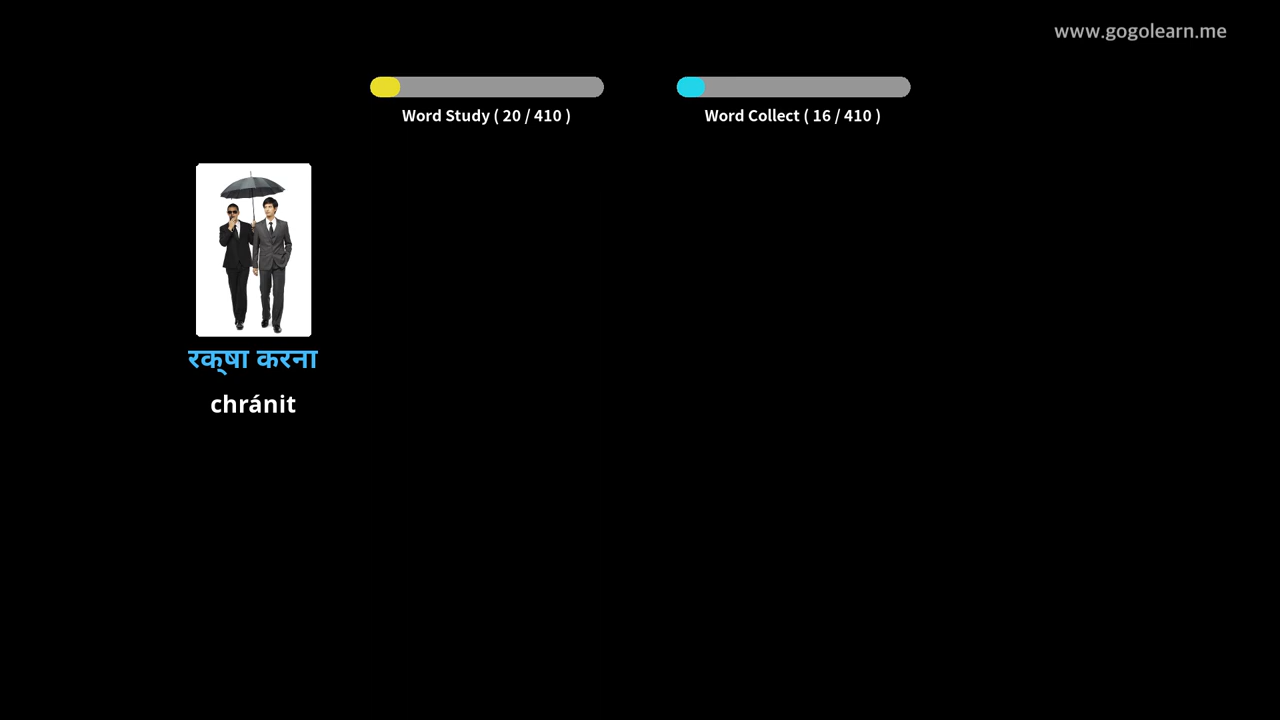 www.gogolearn.me
Word Study ( 20 / 410 )
Word Collect ( 16 / 410 )
रक्षा करना
chránit